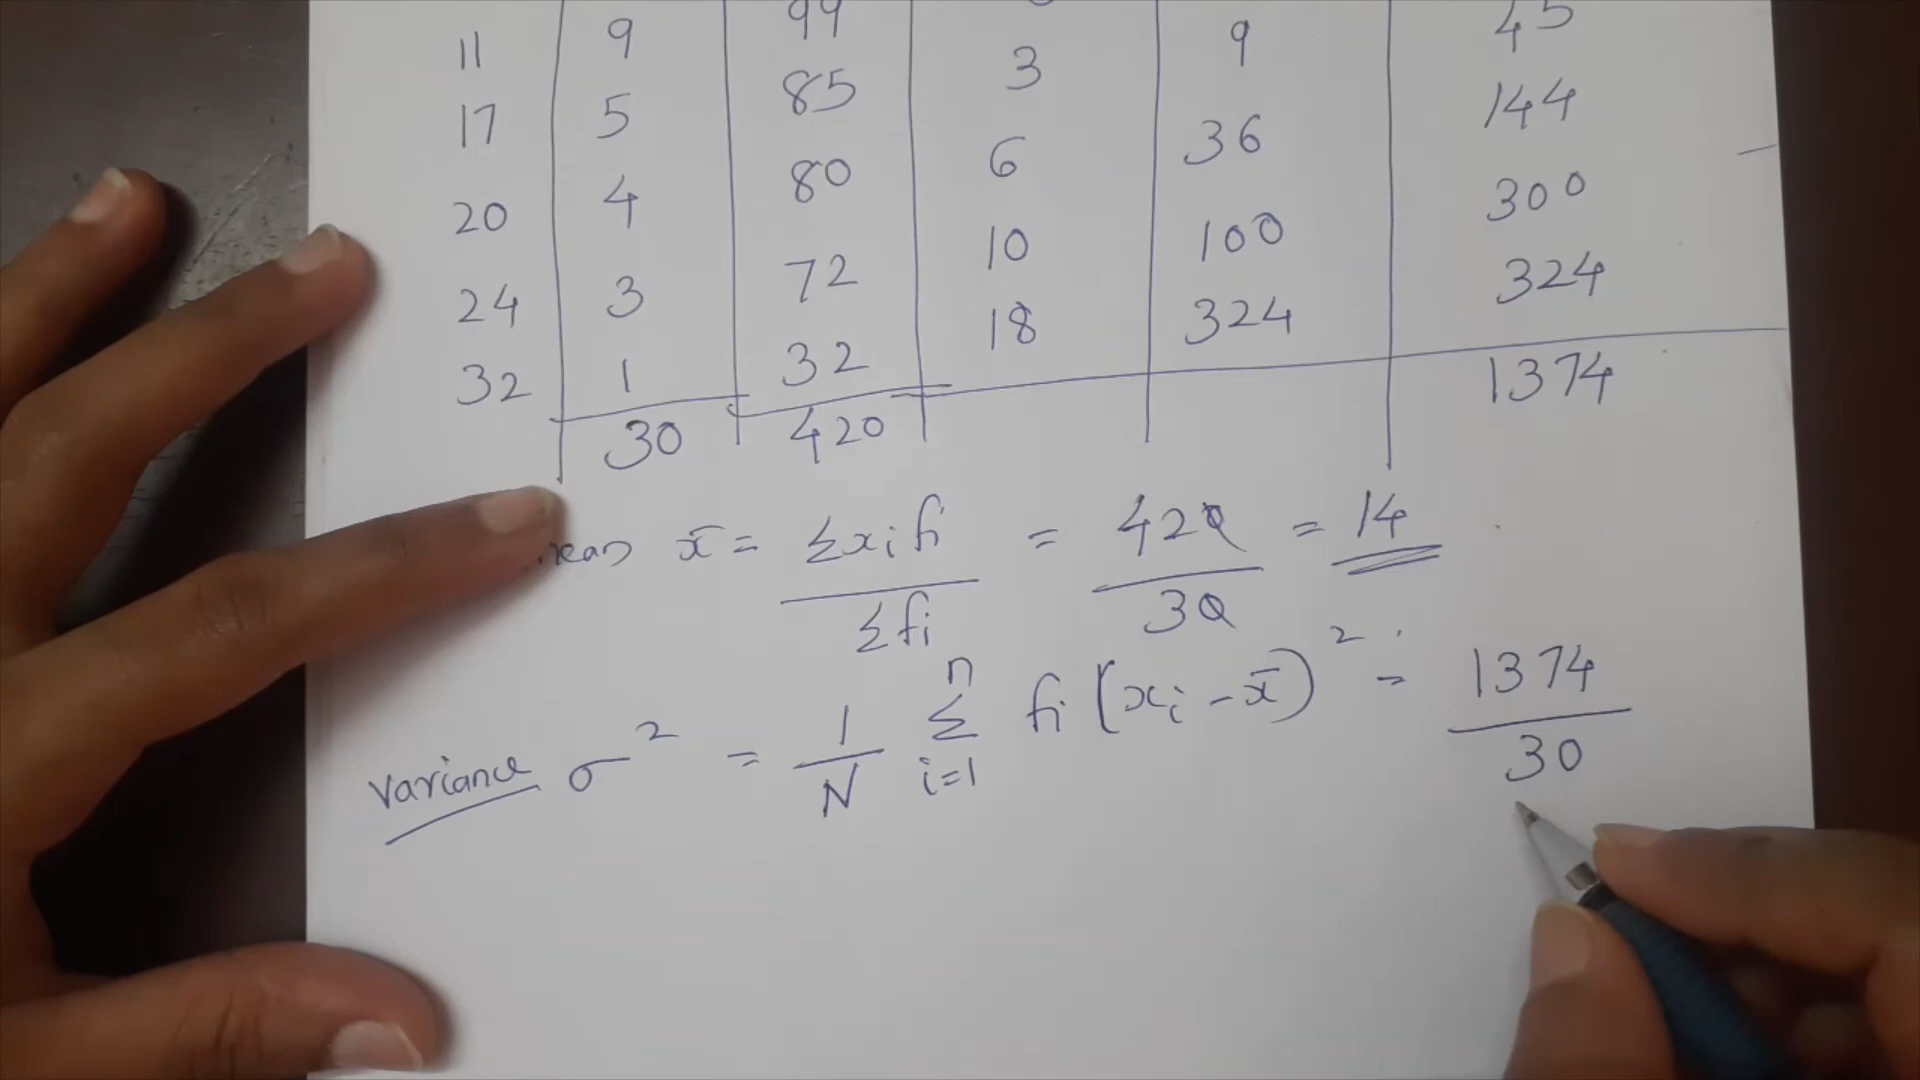 11 9 99 3 9 45
17 5 85 6 36 144
20 4 80 10 100 300
24 3 72 18 324 324
32 1 32
30 420 1374
mean x̄ = Σxifi / Σfi = 420 / 30 = 14
Variance σ² = 1/N Σ i=1 n fi (xi - x̄)² = 1374 / 30